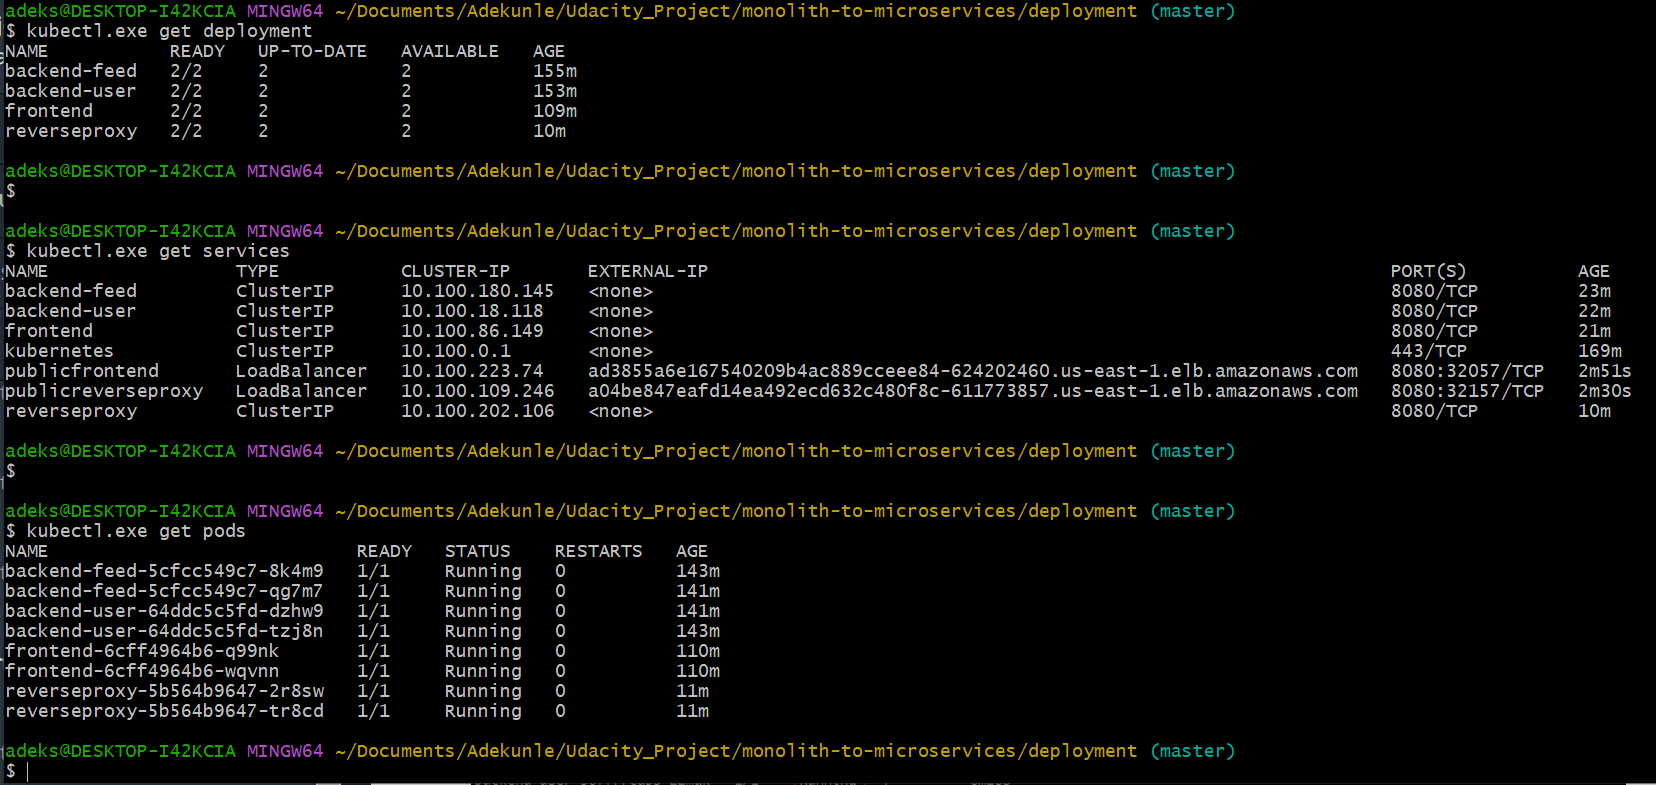 adeks@DESKTOP-I42KCIA MINGW64 ~/Documents/Adekunle/Udacity_Project/monolith-to-microservices/deployment (master)
$ kubectl.exe get deployment
NAME READY UP-TO-DATE AVAILABLE AGE
backend-feed 2/2 2 2 155m
backend-user 2/2 2 2 153m
frontend 2/2 2 2 109m
reverseproxy 2/2 2 2 10m
adeks@DESKTOP-I42KCIA MINGW64 ~/Documents/Adekunle/Udacity_Project/monolith-to-microservices/deployment (master)
$
adeks@DESKTOP-I42KCIA MINGW64 ~/Documents/Adekunle/Udacity_Project/monolith-to-microservices/deployment (master)
$ kubectl.exe get services
NAME TYPE CLUSTER-IP EXTERNAL-IP PORT(S) AGE
backend-feed ClusterIP 10.100.180.145 <none> 8080/TCP 23m
backend-user ClusterIP 10.100.18.118 <none> 8080/TCP 22m
frontend ClusterIP 10.100.86.149 <none> 8080/TCP 21m
kubernetes ClusterIP 10.100.0.1 <none> 443/TCP 169m
publicfrontend LoadBalancer 10.100.223.74 ad3855a6e167540209b4ac889cceee84-624202460.us-east-1.elb.amazonaws.com 8080:32057/TCP 2m51s
publicreverseproxy LoadBalancer 10.100.109.246 a04be847eafd14ea492ecd632c480f8c-611773857.us-east-1.elb.amazonaws.com 8080:32157/TCP 2m30s
reverseproxy ClusterIP 10.100.202.106 <none> 8080/TCP 10m
adeks@DESKTOP-I42KCIA MINGW64 ~/Documents/Adekunle/Udacity_Project/monolith-to-microservices/deployment (master)
$
adeks@DESKTOP-I42KCIA MINGW64 ~/Documents/Adekunle/Udacity_Project/monolith-to-microservices/deployment (master)
$ kubectl.exe get pods
NAME READY STATUS RESTARTS AGE
backend-feed-5cfcc549c7-8k4m9 1/1 Running 0 143m
backend-feed-5cfcc549c7-qg7m7 1/1 Running 0 141m
backend-user-64ddc5c5fd-dzhw9 1/1 Running 0 141m
backend-user-64ddc5c5fd-tzj8n 1/1 Running 0 143m
frontend-6cff4964b6-q99nk 1/1 Running 0 110m
frontend-6cff4964b6-wqvnn 1/1 Running 0 110m
reverseproxy-5b564b9647-2r8sw 1/1 Running 0 11m
reverseproxy-5b564b9647-tr8cd 1/1 Running 0 11m
adeks@DESKTOP-I42KCIA MINGW64 ~/Documents/Adekunle/Udacity_Project/monolith-to-microservices/deployment (master)
$